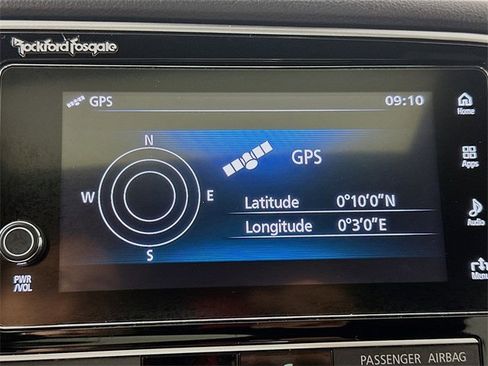 Rockford Fosgate
GPS 09:10
Home
N
GPS
Apps
W E
Latitude 0°10'0"N
Longitude 0°3'0"E
Audio
S
PWR
/VOL
Menu
PASSENGER AIRBAG